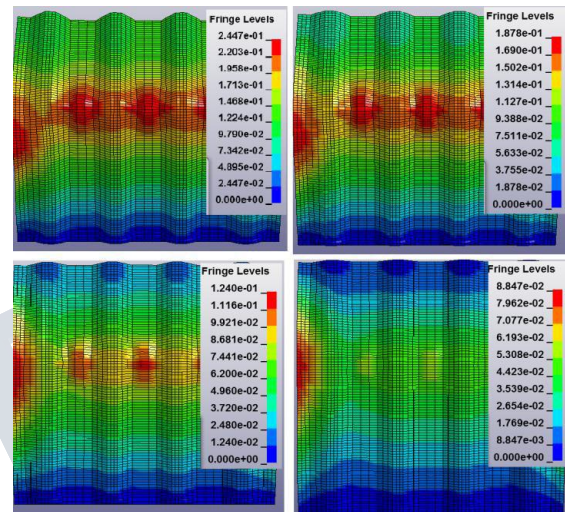 Fringe Levels
2.447e-01
2.203e-01
1.958e-01
1.713e-01
1.468e-01
1.224e-01
9.790e-02
7.342e-02
4.895e-02
2.447e-02
0.000e+00
Fringe Levels
1.878e-01
1.690e-01
1.502e-01
1.314e-01
1.127e-01
9.388e-02
7.511e-02
5.633e-02
3.755e-02
1.878e-02
0.000e+00
Fringe Levels
1.240e-01
1.116e-01
9.921e-02
8.681e-02
7.441e-02
6.200e-02
4.960e-02
3.720e-02
2.480e-02
1.240e-02
0.000e+00
Fringe Levels
8.847e-02
7.962e-02
7.077e-02
6.193e-02
5.308e-02
4.423e-02
3.539e-02
2.654e-02
1.769e-02
8.847e-03
0.000e+00